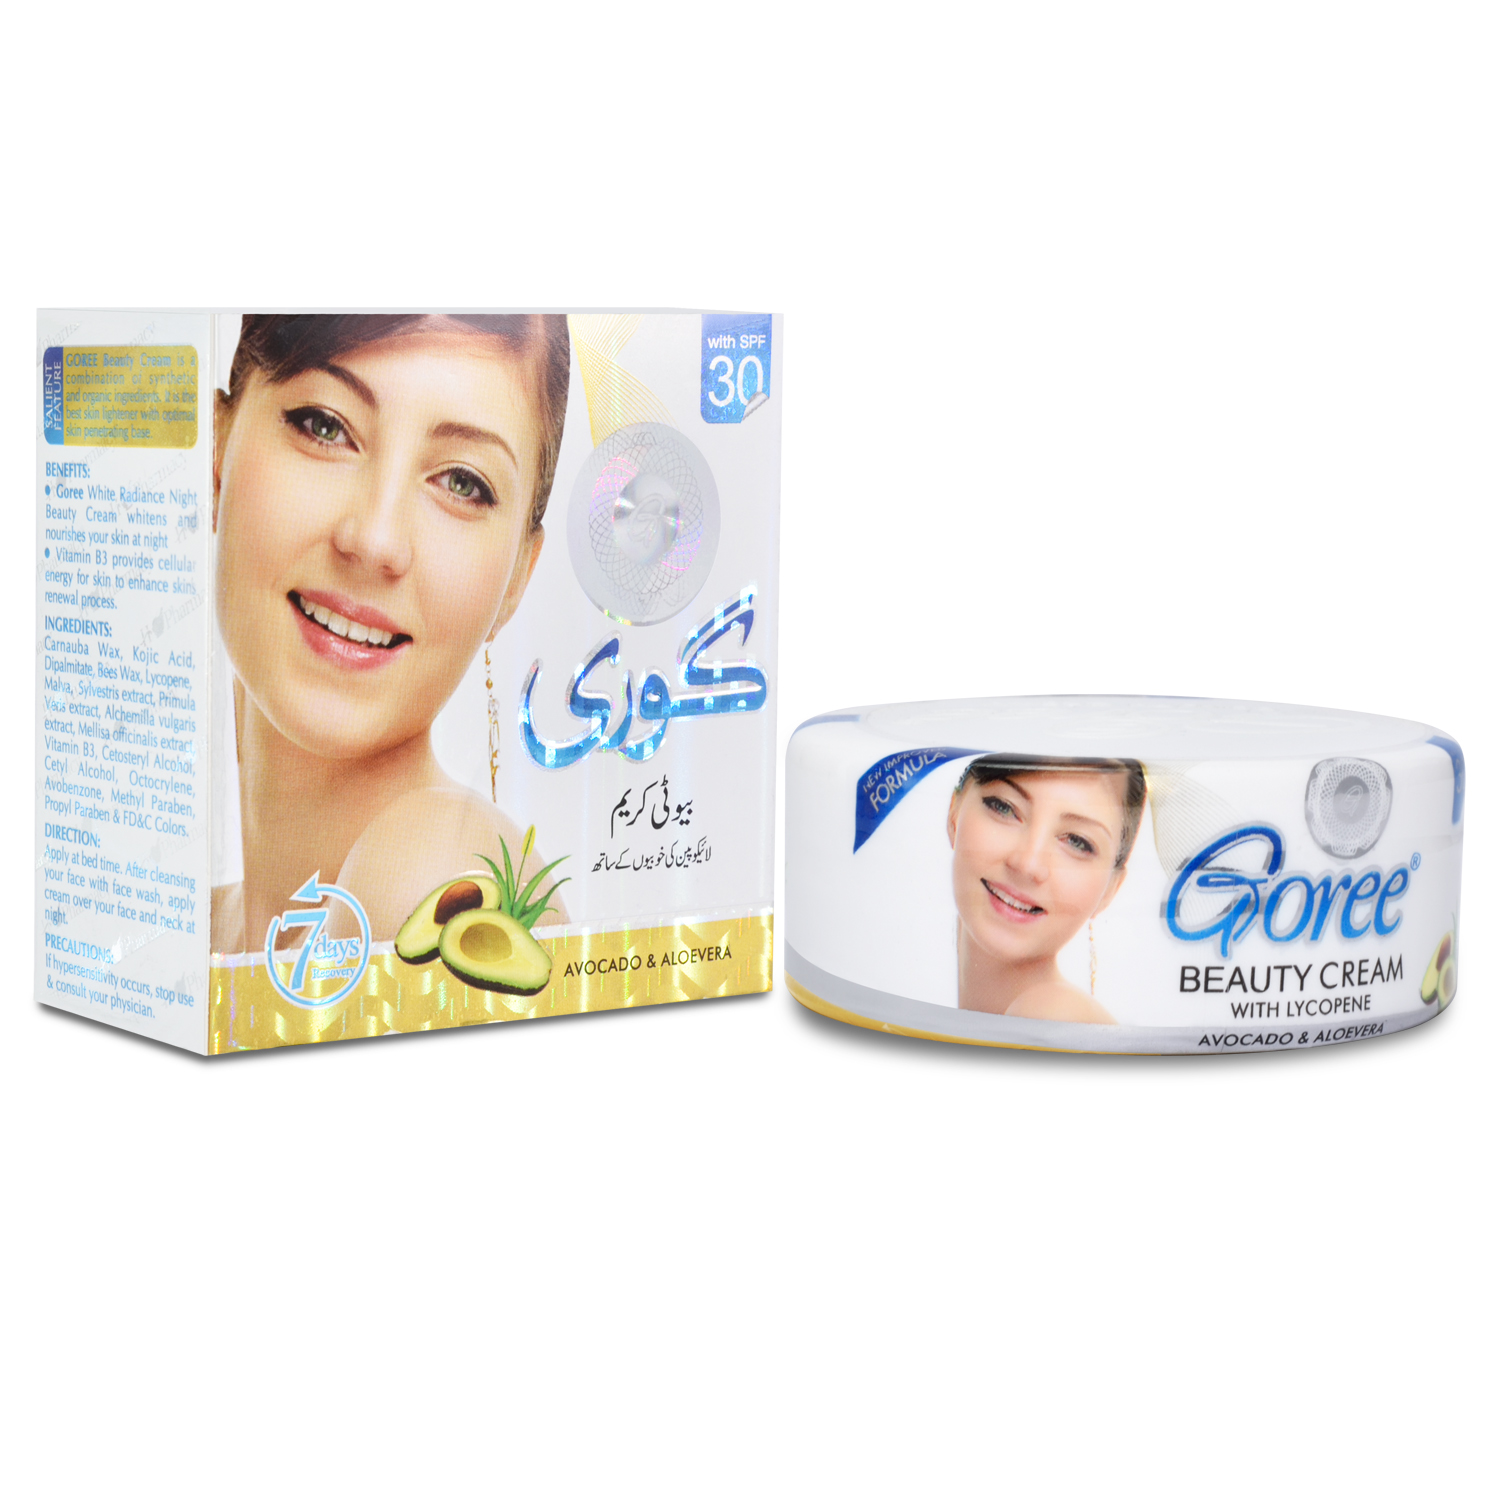 SALIENT
FEATURE
GOREE Beauty Cream is a
combination of synthetic
and organic ingredients. It is the
best skin lightener with optimal
skin penetrating base.
BENEFITS:
• Goree White Radiance Night
Beauty Cream whitens and
nourishes your skin at night
• Vitamin B3 provides cellular
energy for skin to enhance skins
renewal process.
INGREDIENTS:
Carnauba Wax, Kojic Acid,
Dipalmitate, Bees Wax, Lycopene,
Malva, Sylvestris extract, Primula
Veis extract, Alchemilla vulgaris
extract, Mellisa officinalis extract,
Vitamin B3, Cetosteryl Alcohol,
Cetyl Alcohol, Octocrylene,
Avobenzone, Methyl Paraben,
Propyl Paraben & FD&C Colors.
DIRECTION:
Apply at bed time. After cleansing
your face with face wash, apply
cream over your face and neck at
night.
PRECAUTIONS:
If hypersensitivity occurs, stop use
& consult your physician.
with SPF
30
گوری
بیوٹی کریم
لائیکوپین کی خوبیوں کے ساتھ
7 days
Recovery
AVOCADO & ALOEVERA
NEW IMPROVED
FORMULA
Goree®
BEAUTY CREAM
WITH LYCOPENE
AVOCADO & ALOEVERA